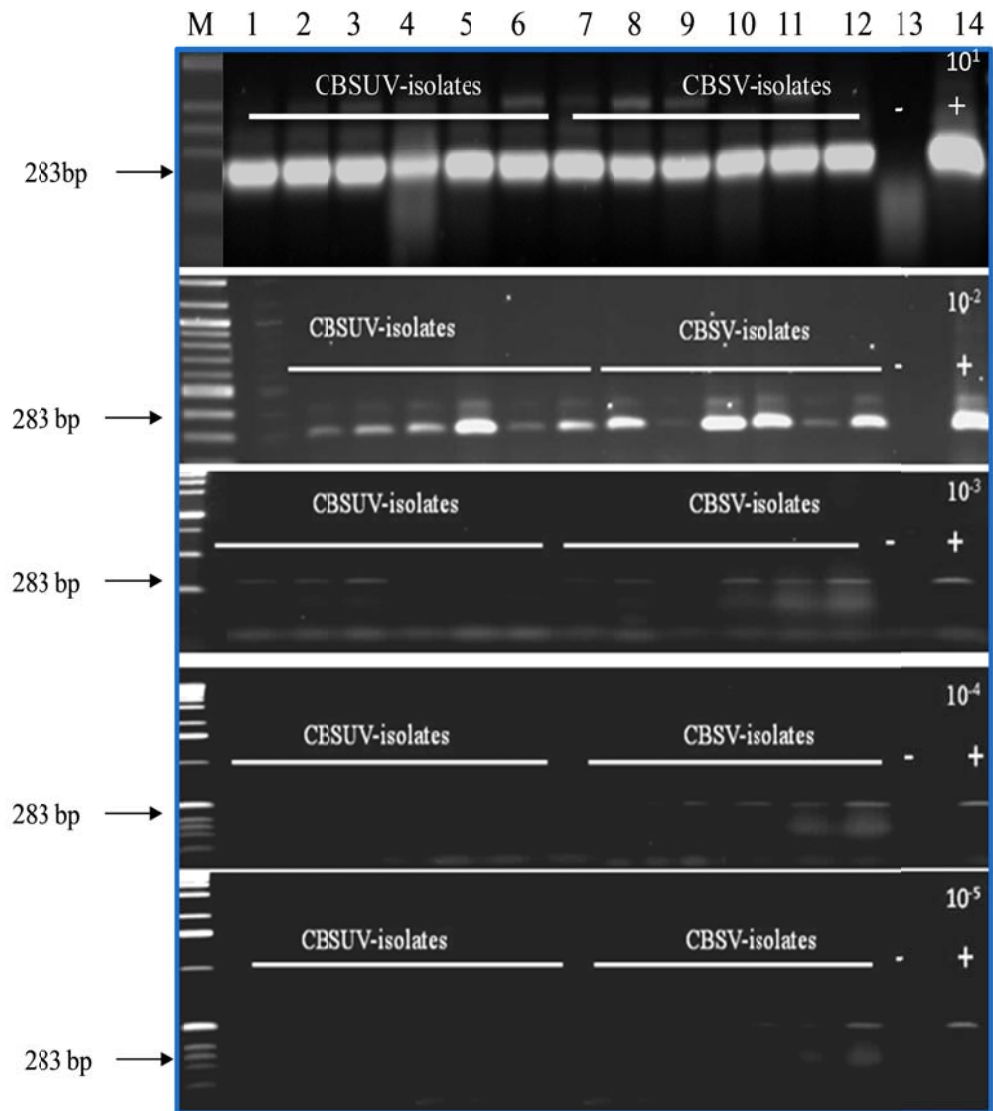 M 1 2 3 4 5 6 7 8 9 10 11 12 13 14
10¹
CBSUV-isolates CBSV-isolates - +
283bp
10⁻²
CBSUV-isolates CBSV-isolates - +
283 bp
10⁻³
CBSUV-isolates CBSV-isolates - +
283 bp
10⁻⁴
CBSUV-isolates CBSV-isolates - +
283 bp
10⁻⁵
CBSUV-isolates CBSV-isolates - +
283 bp